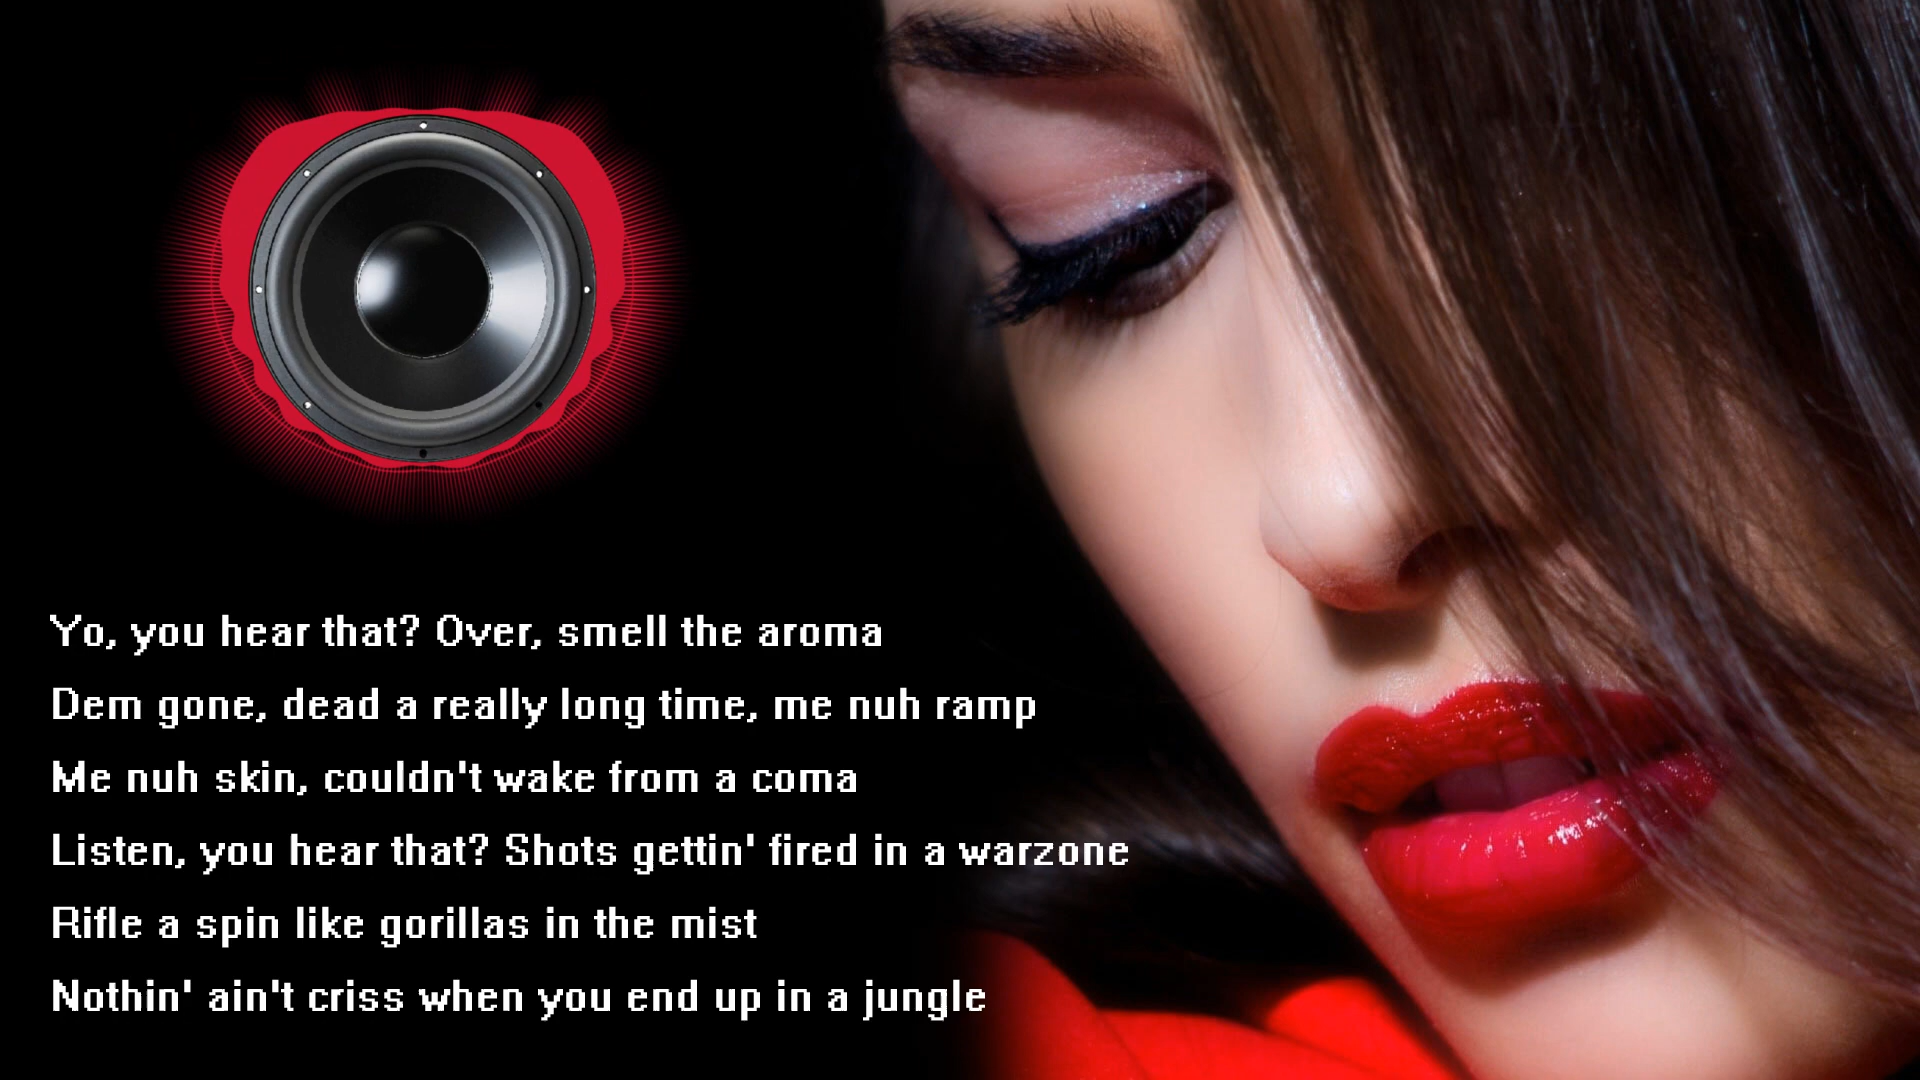 Yo, you hear that? Over, smell the aroma
Dem gone, dead a really long time, me nuh ramp
Me nuh skin, couldn't wake from a coma
Listen, you hear that? Shots gettin' fired in a warzone
Rifle a spin like gorillas in the mist
Nothin' ain't criss when you end up in a jungle